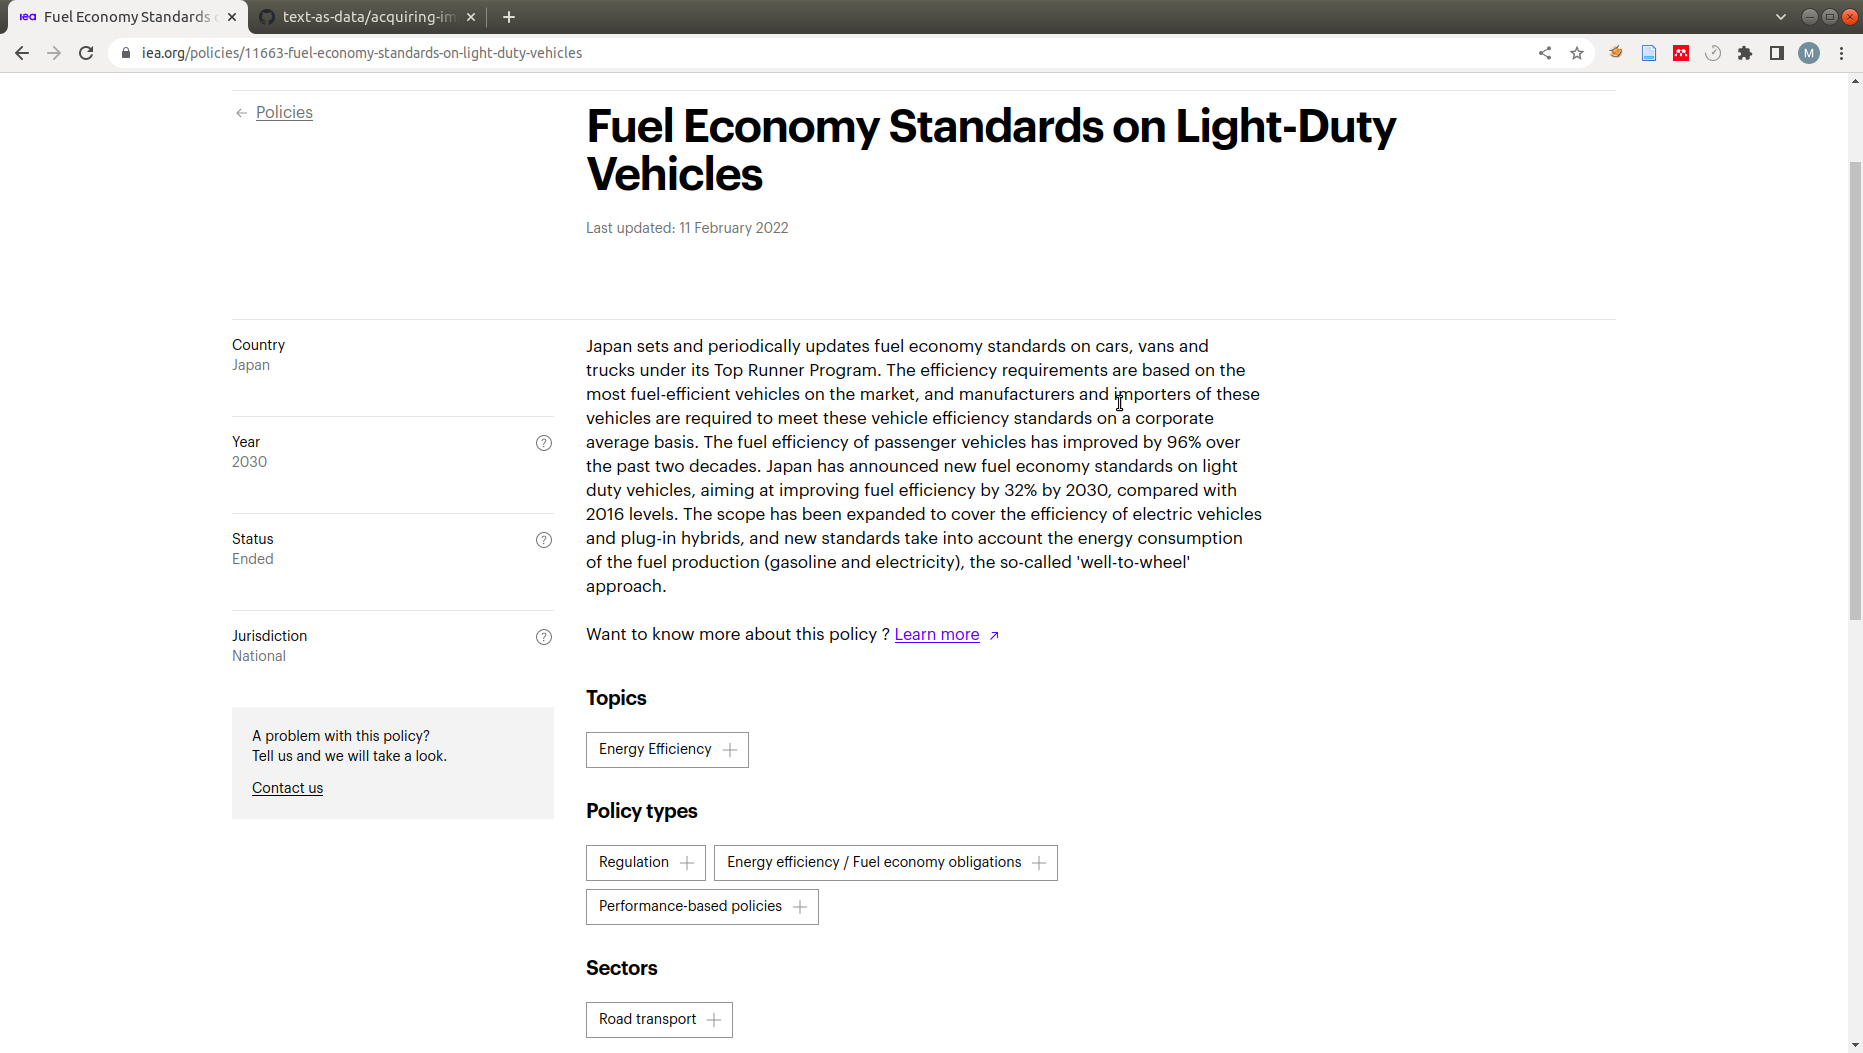 iea Fuel Economy Standards
text-as-data/acquiring-im
iea.org/policies/11663-fuel-economy-standards-on-light-duty-vehicles
M
← Policies
Fuel Economy Standards on Light-Duty
Vehicles
Last updated: 11 February 2022
Country
Japan
Year
?
2030
Status
?
Ended
Jurisdiction
?
National
A problem with this policy?
Tell us and we will take a look.
Contact us
Japan sets and periodically updates fuel economy standards on cars, vans and
trucks under its Top Runner Program. The efficiency requirements are based on the
most fuel-efficient vehicles on the market, and manufacturers and importers of these
vehicles are required to meet these vehicle efficiency standards on a corporate
average basis. The fuel efficiency of passenger vehicles has improved by 96% over
the past two decades. Japan has announced new fuel economy standards on light
duty vehicles, aiming at improving fuel efficiency by 32% by 2030, compared with
2016 levels. The scope has been expanded to cover the efficiency of electric vehicles
and plug-in hybrids, and new standards take into account the energy consumption
of the fuel production (gasoline and electricity), the so-called 'well-to-wheel'
approach.
Want to know more about this policy ? Learn more ↗
Topics
Energy Efficiency +
Policy types
Regulation + Energy efficiency / Fuel economy obligations +
Performance-based policies +
Sectors
Road transport +